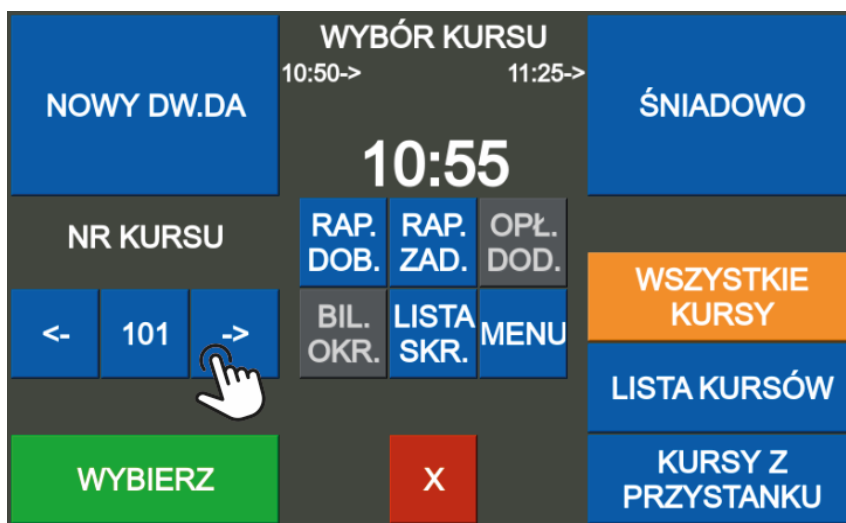 WYBÓR KURSU
10:50-> 11:25->
NOWY DW.DA
ŚNIADOWO
10:55
NR KURSU
RAP.
DOB.
RAP.
ZAD.
OPŁ.
DOD.
WSZYSTKIE
KURSY
<- 101 ->
BIL.
OKR.
LISTA
SKR.
MENU
LISTA KURSÓW
WYBIERZ
X
KURSY Z
PRZYSTANKU